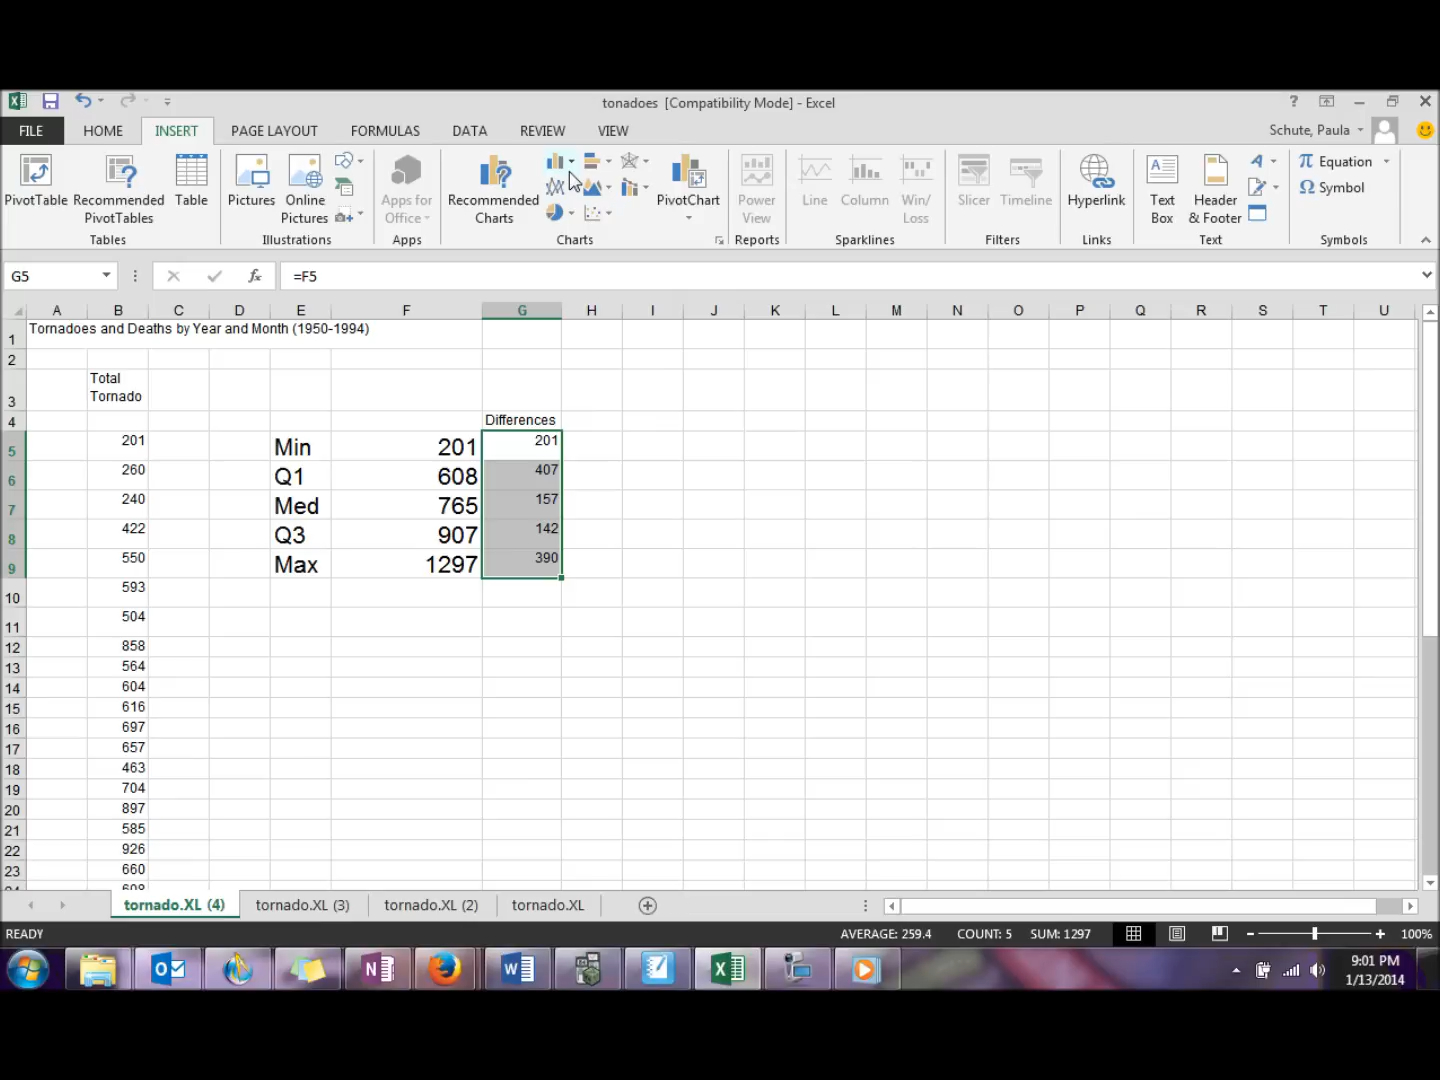 tonadoes [Compatibility Mode] - Excel
?
FILE HOME INSERT PAGE LAYOUT FORMULAS DATA REVIEW VIEW Schute, Paula
PivotTable
Recommended
PivotTables
Table
Tables
Pictures
Online
Pictures
Illustrations
Apps for
Office
Apps
Recommended
Charts
Charts
PivotChart
Power
View
Reports
Line
Column
Win/
Loss
Sparklines
Slicer
Timeline
Filters
Hyperlink
Links
Text
Box
Header
& Footer
Text
π Equation
Ω Symbol
Symbols
G5 fx =F5
A B C D E F G H I J K L M N O P Q R S T U
1 Tornadoes and Deaths by Year and Month (1950-1994)
2
3 Total
Tornado
4 Differences
5 201 Min 201 201
6 260 Q1 608 407
7 240 Med 765 157
8 422 Q3 907 142
9 550 Max 1297 390
10 593
11 504
12 858
13 564
14 604
15 616
16 697
17 657
18 463
19 704
20 897
21 585
22 926
23 660
tornado.XL (4) tornado.XL (3) tornado.XL (2) tornado.XL
READY AVERAGE: 259.4 COUNT: 5 SUM: 1297 100%
9:01 PM
1/13/2014